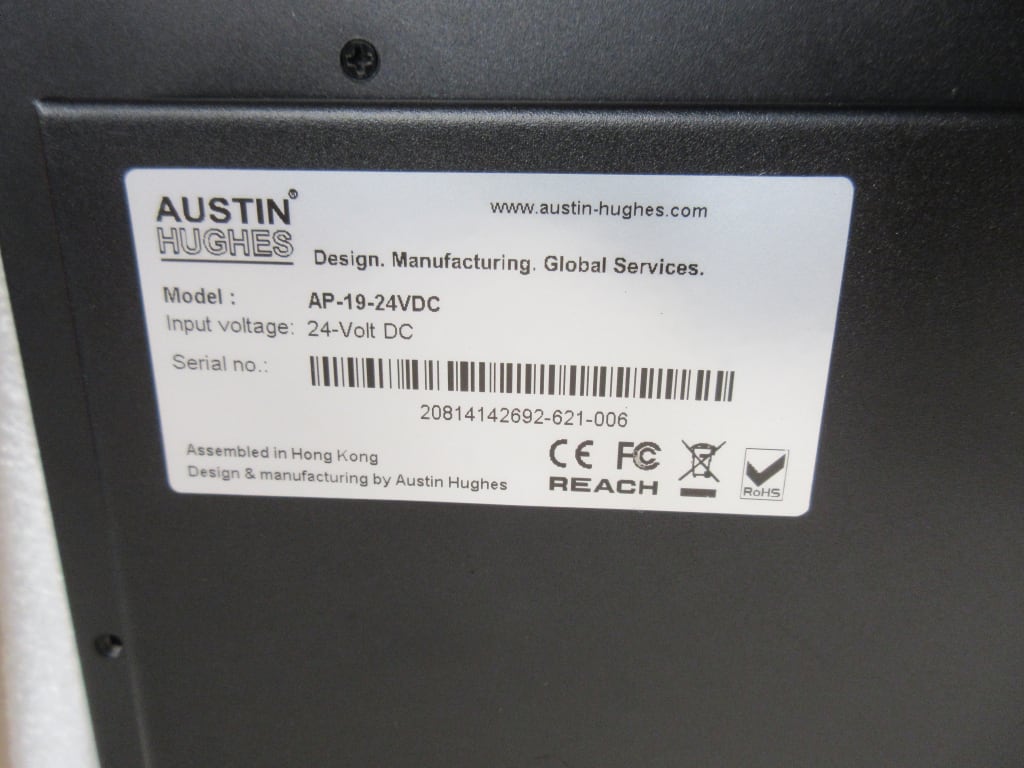 AUSTIN®
HUGHES
www.austin-hughes.com
Design. Manufacturing. Global Services.
Model : AP-19-24VDC
Input voltage: 24-Volt DC
Serial no.:
20814142692-621-006
Assembled in Hong Kong
Design & manufacturing by Austin Hughes
CE FC
REACH
RoHS